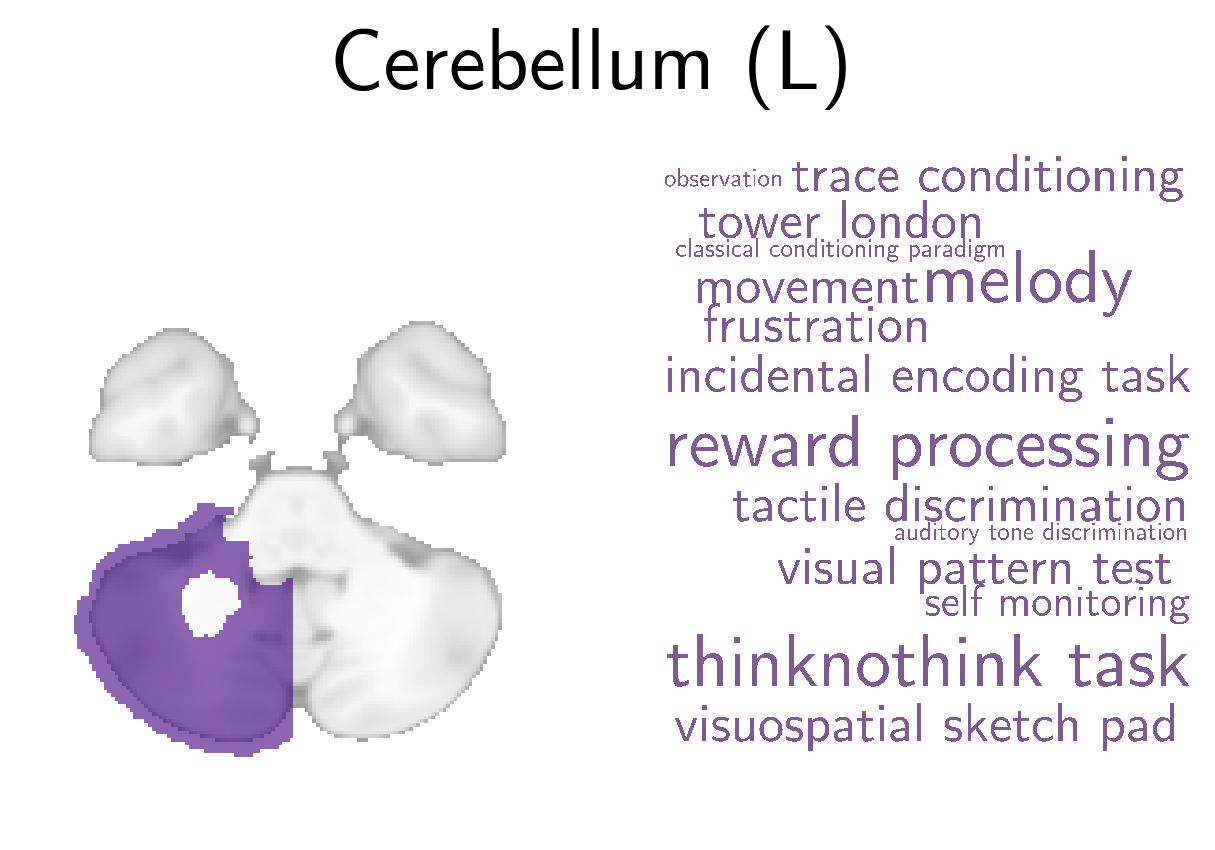 Cerebellum (L)
observation trace conditioning
tower london
classical conditioning paradigm
movement melody
frustration
incidental encoding task
reward processing
tactile discrimination
auditory tone discrimination
visual pattern test
self monitoring
thinknothink task
visuospatial sketch pad